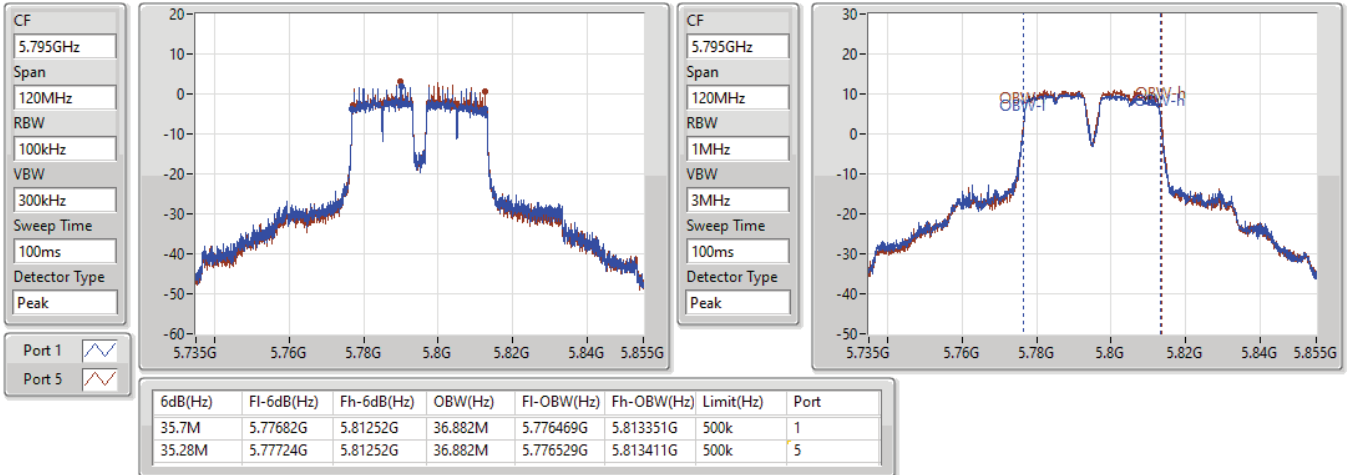 CF
5.795GHz
Span
120MHz
RBW
100kHz
VBW
300kHz
Sweep Time
100ms
Detector Type
Peak
Port 1
Port 5
20-
10-
0-
-10-
-20-
-30-
-40-
-50-
-60-
5.735G 5.76G 5.78G 5.8G 5.82G 5.84G 5.855G
CF
5.795GHz
Span
120MHz
RBW
1MHz
VBW
3MHz
Sweep Time
100ms
Detector Type
Peak
30-
20-
10-
0-
-10-
-20-
-30-
-40-
-50-
OBW-l OBW-h
OBW-l OBW-h
5.735G 5.76G 5.78G 5.8G 5.82G 5.84G 5.855G
6dB(Hz) Fl-6dB(Hz) Fh-6dB(Hz) OBW(Hz) Fl-OBW(Hz) Fh-OBW(Hz) Limit(Hz) Port
35.7M 5.77682G 5.81252G 36.882M 5.776469G 5.813351G 500k 1
35.28M 5.77724G 5.81252G 36.882M 5.776529G 5.813411G 500k 5